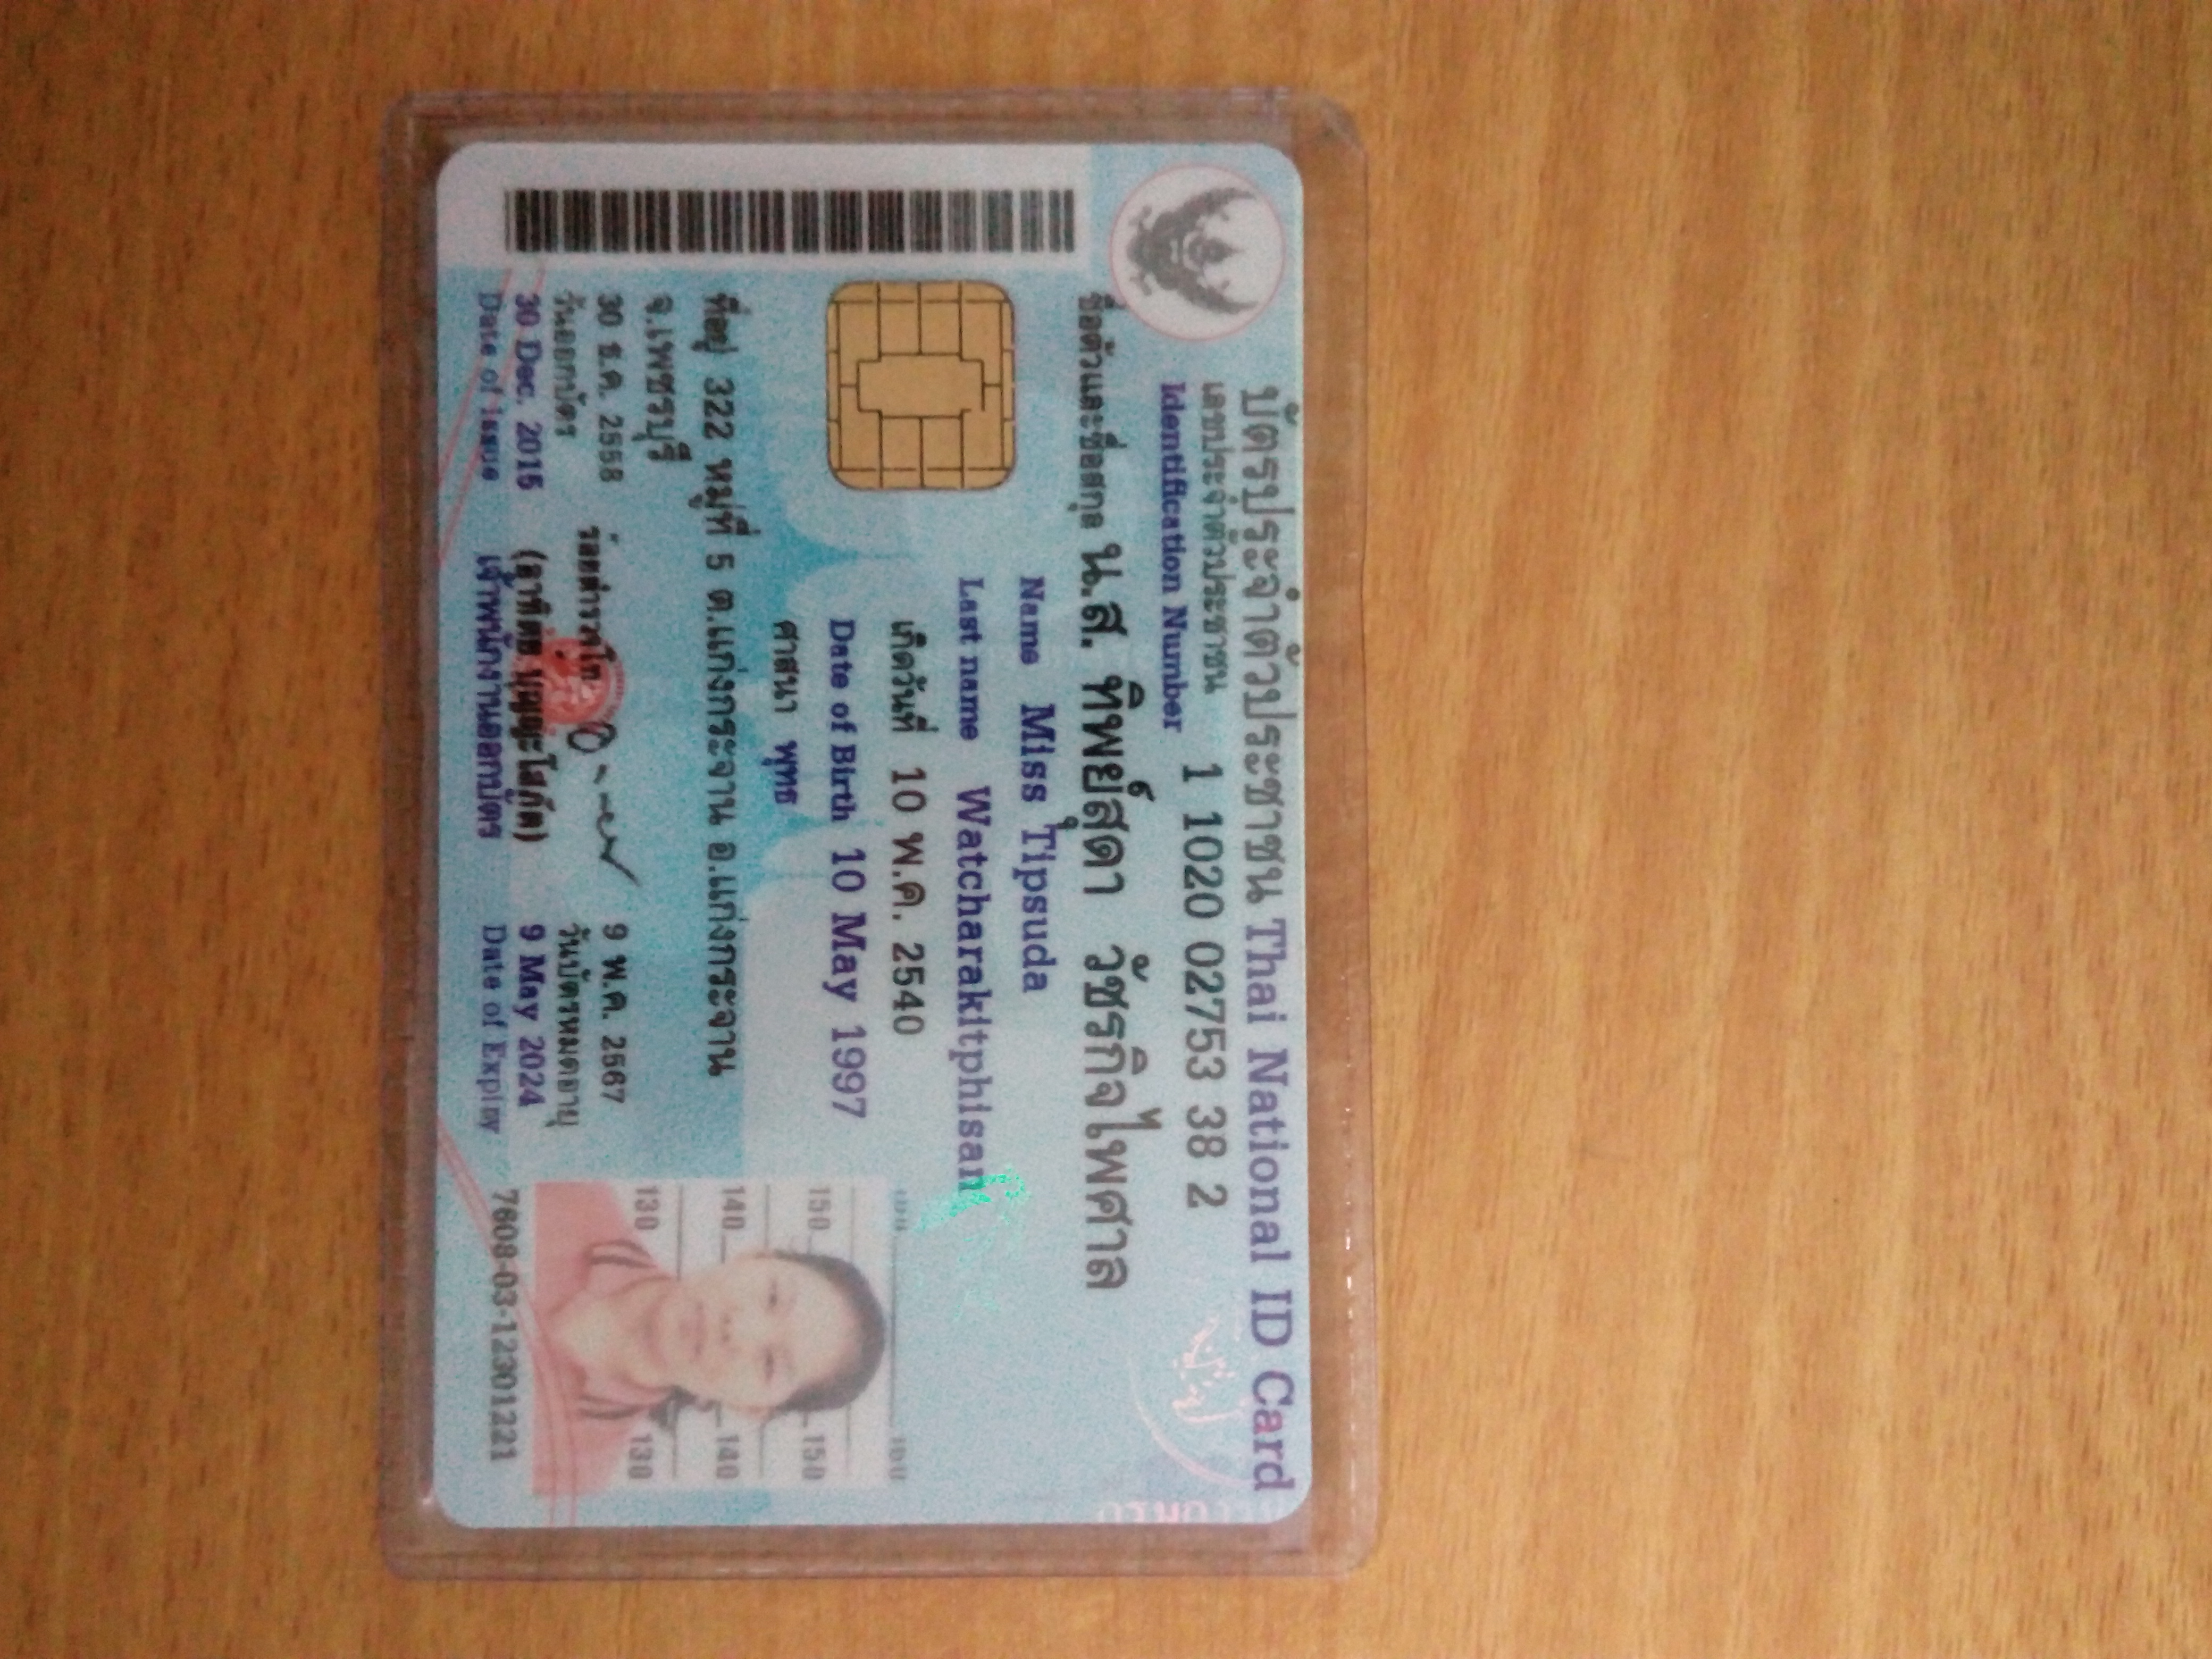 บัตรประจำตัวประชาชน Thai National ID Card
เลขประจำตัวประชาชน 1 1020 02753 38 2
Identification Number
ชื่อตัวและชื่อสกุล น.ส. ทิพย์สุดา วัชรกิจไพศาล
Name Miss Tipsuda
Last name Watcharakitphisan
เกิดวันที่ 10 พ.ค. 2540
Date of Birth 10 May 1997
ศาสนา พุทธ
ที่อยู่ 322 หมู่ที่ 5 ต.แก่งกระจาน อ.แก่งกระจาน
จ.เพชรบุรี
30 ธ.ค. 2558
วันออกบัตร
30 Dec. 2015
Date of Issue
ร้อยตำรวจโท
เจ้าพนักงานออกบัตร
9 พ.ค. 2567
วันบัตรหมดอายุ
9 May 2024
Date of Expiry
150 150
140 140
130 130
7608-03-12301221